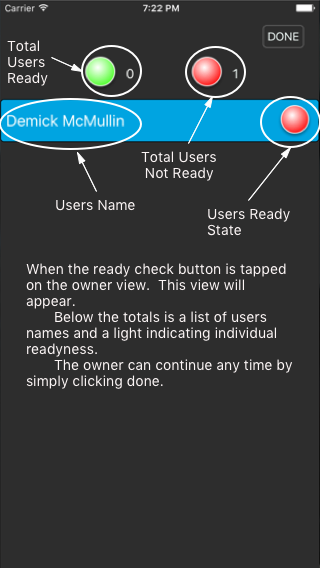 Carrier 7:22 PM
DONE
Total
Users
Ready
0
1
Demick McMullin
Total Users
Not Ready
Users Name
Users Ready
State
When the ready check button is tapped
on the owner view.  This view will
appear.
Below the totals is a list of users
names and a light indicating individual
readyness.
The owner can continue any time by
simply clicking done.